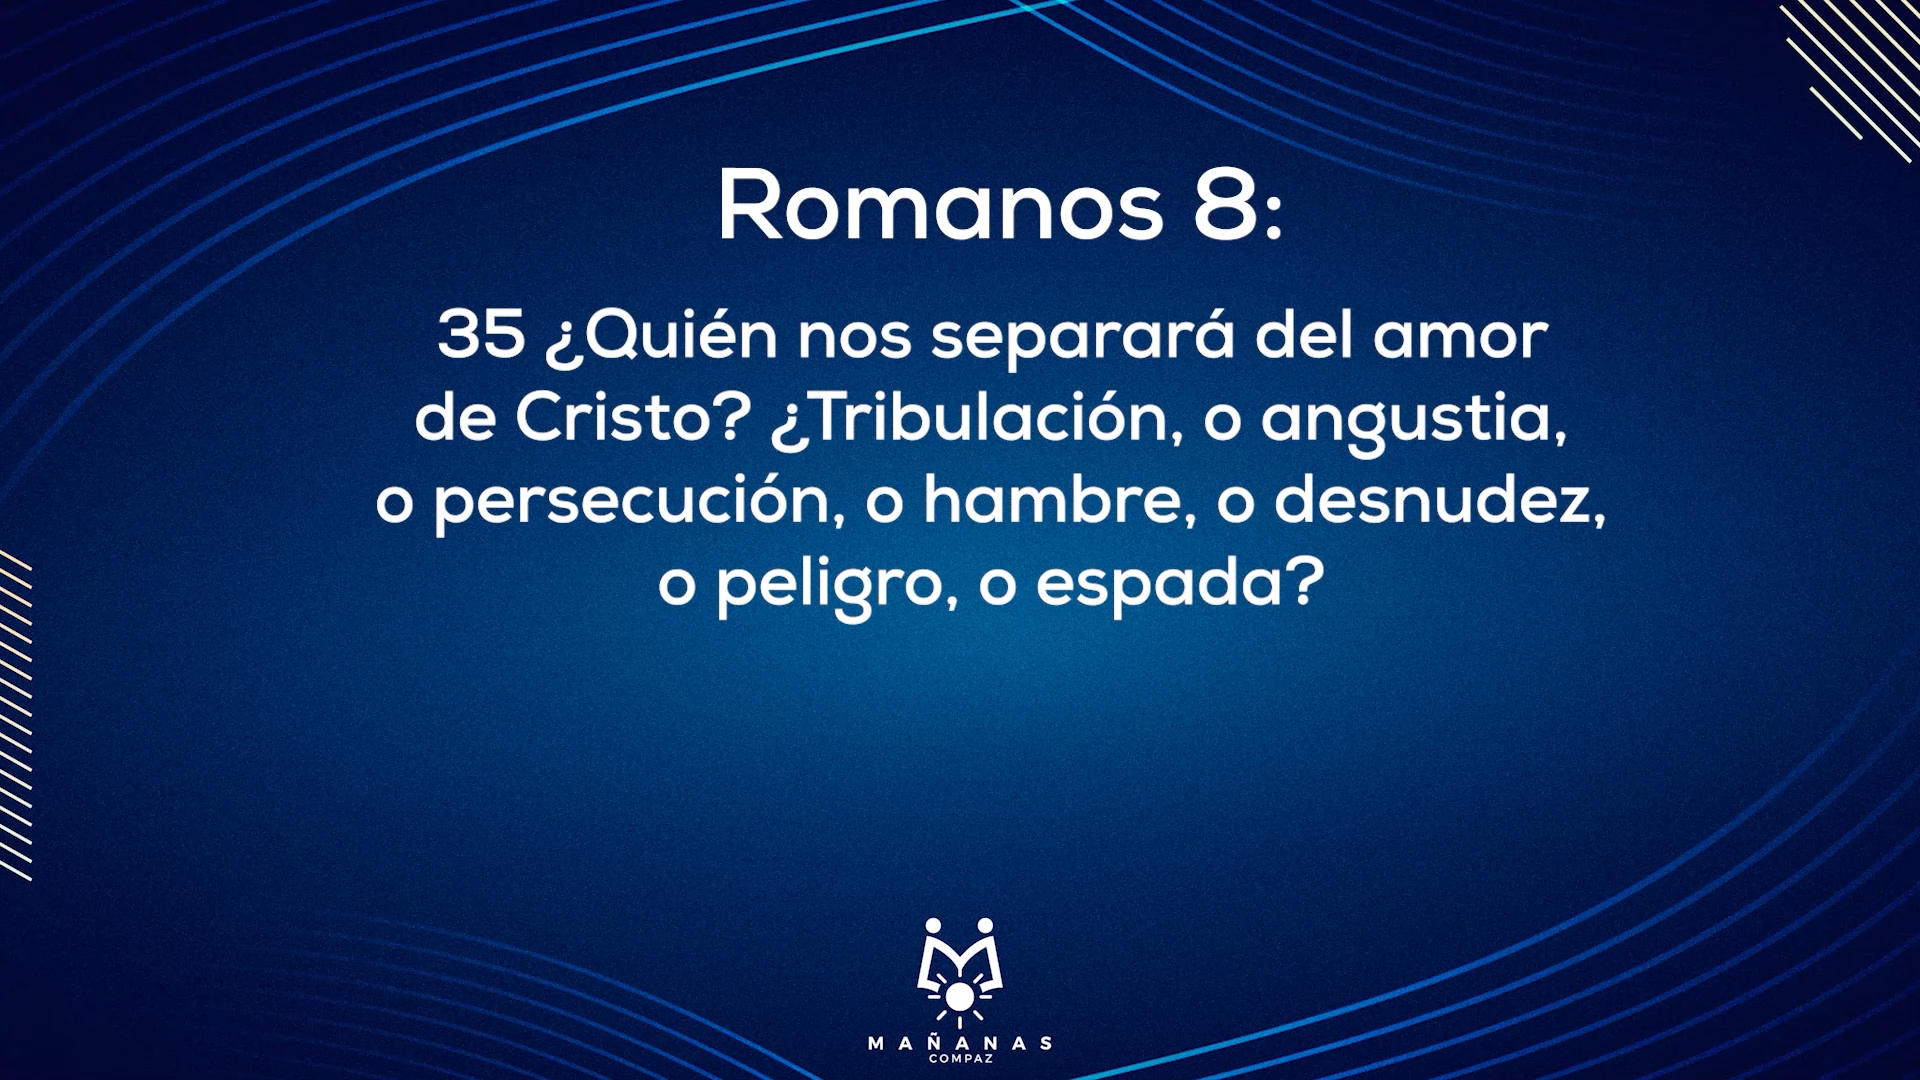 Romanos 8:
35 ¿Quién nos separará del amor
de Cristo? ¿Tribulación, o angustia,
o persecución, o hambre, o desnudez,
o peligro, o espada?
MAÑANAS
COMPAZ